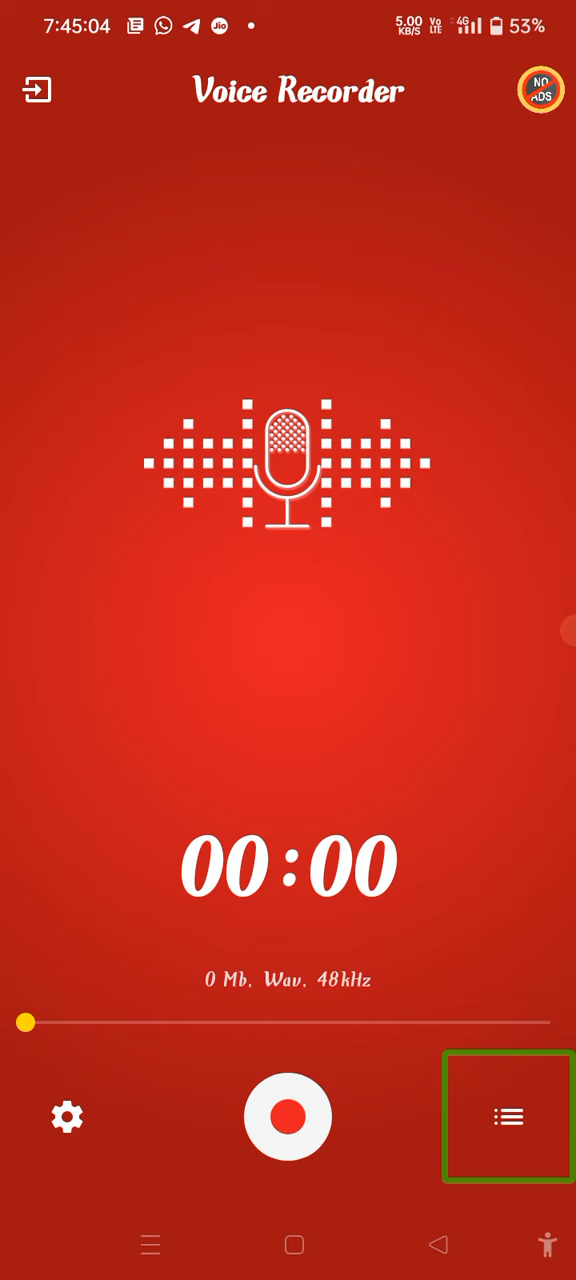 7:45:04 Jio 5.00 KB/S Vo LTE 4G 53%
Voice Recorder
NO ADS
00:00
0 Mb, Wav, 48kHz